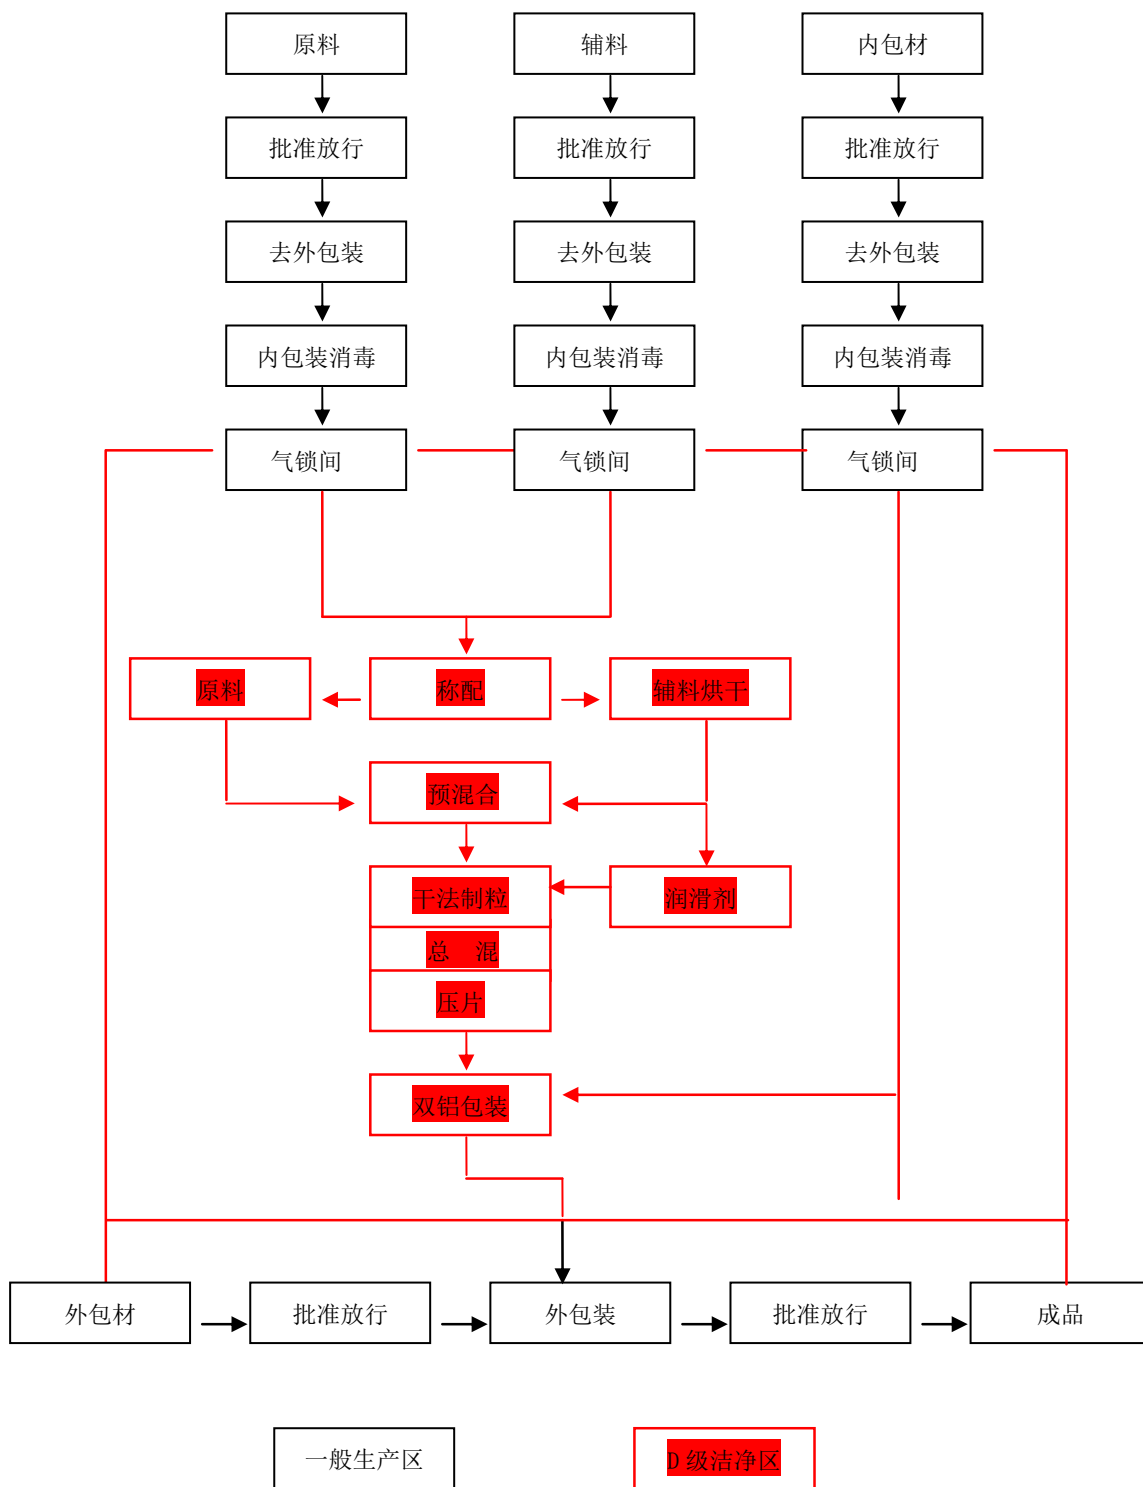 原料 辅料 内包材
批准放行 批准放行 批准放行
去外包装 去外包装 去外包装
内包装消毒 内包装消毒 内包装消毒
气锁间 气锁间 气锁间
原料 称配 辅料烘干
预混合
干法制粒 润滑剂
总 混
压片
双铝包装
外包材 批准放行 外包装 批准放行 成品
一般生产区 D 级洁净区